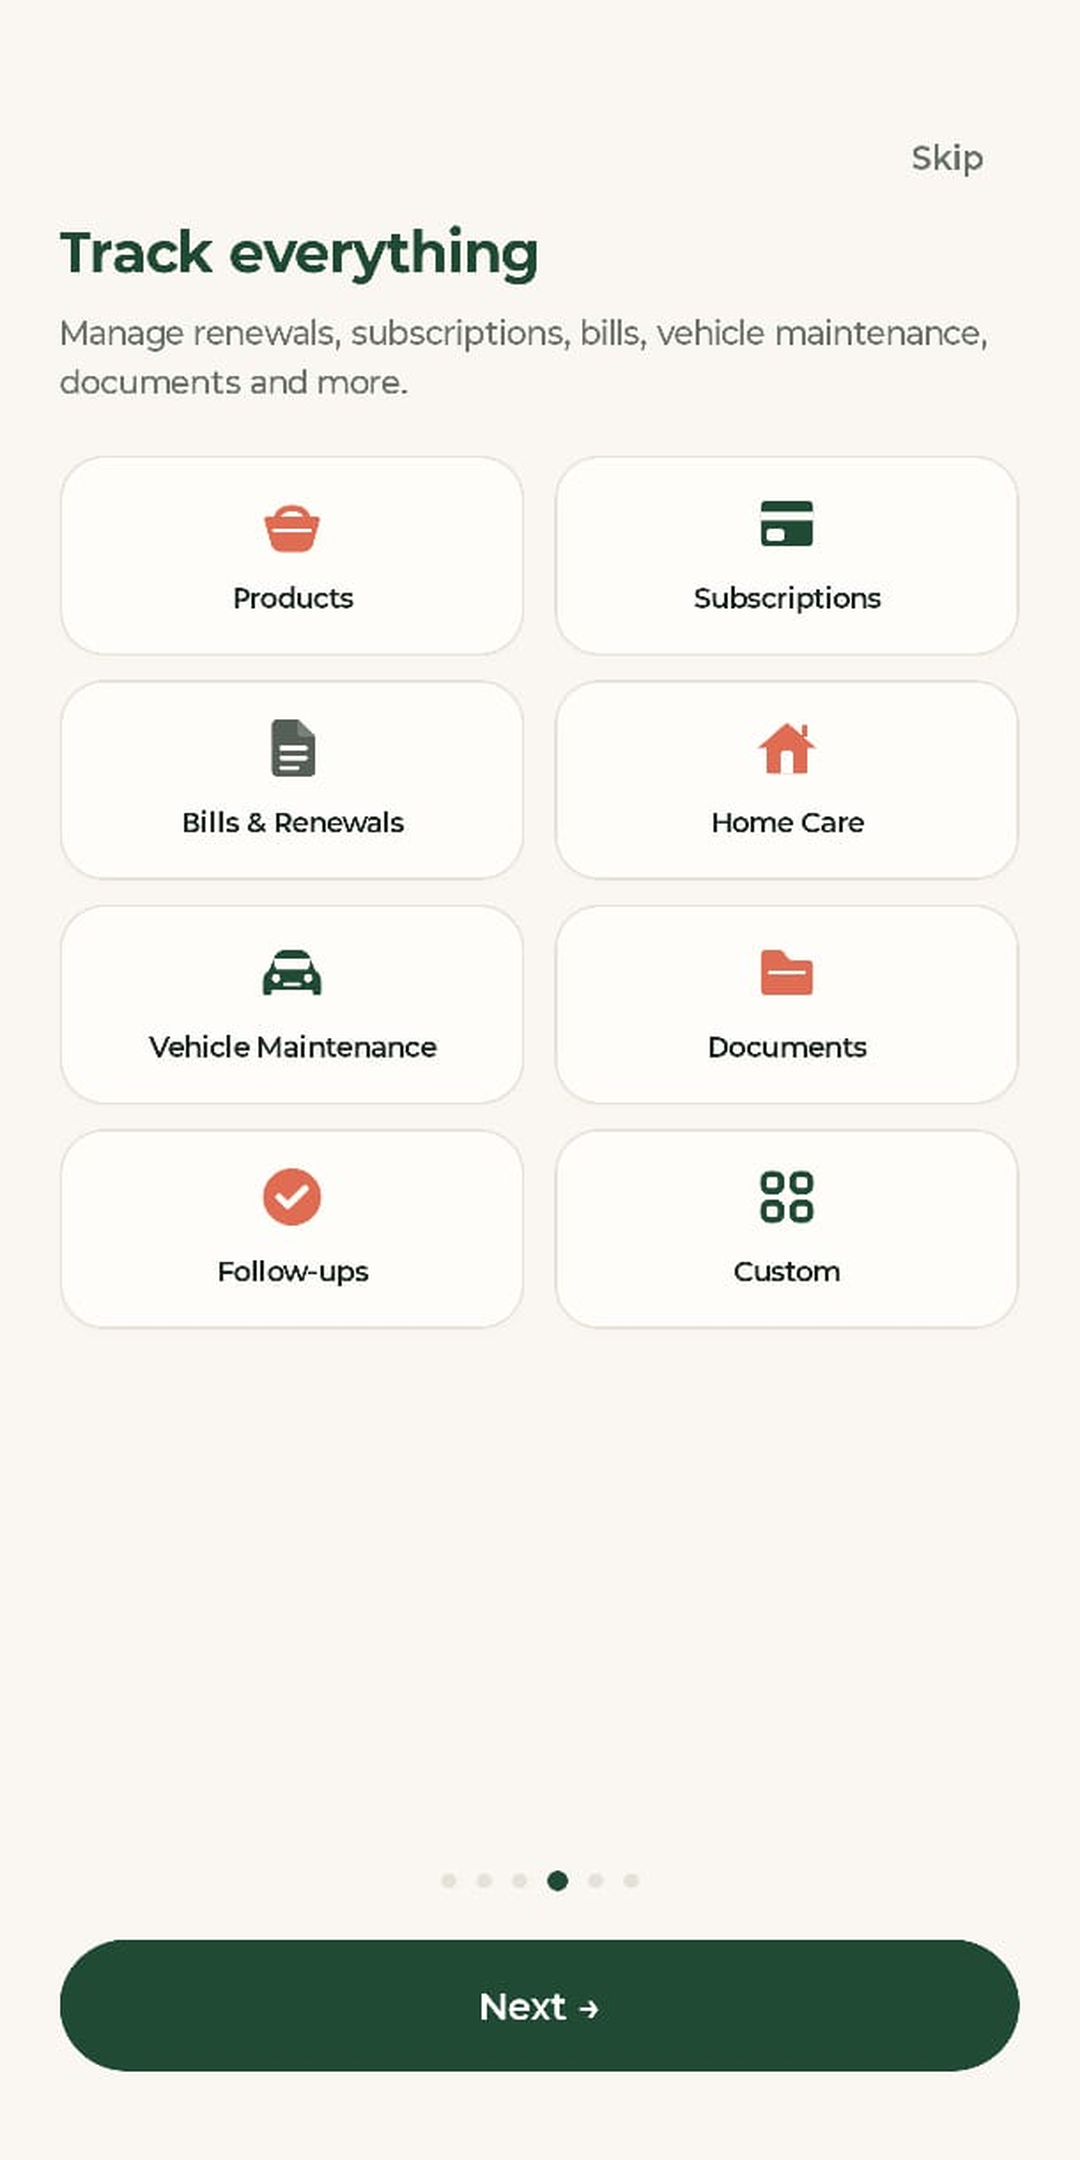 Skip
Track everything
Manage renewals, subscriptions, bills, vehicle maintenance,
documents and more.
Products
Subscriptions
Bills & Renewals
Home Care
Vehicle Maintenance
Documents
Follow-ups
Custom
Next →